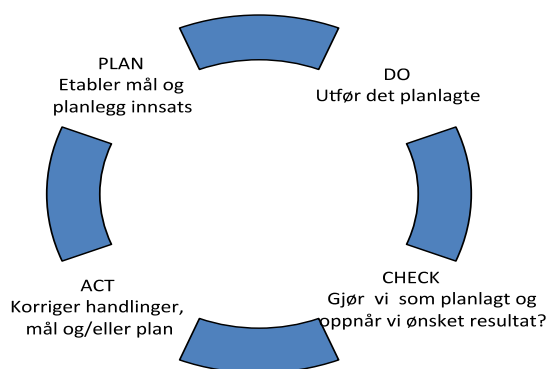 PLAN
Etabler mål og
planlegg innsats
DO
Utfør det planlagte
CHECK
Gjør vi som planlagt og
oppnår vi ønsket resultat?
ACT
Korriger handlinger,
mål og/eller plan